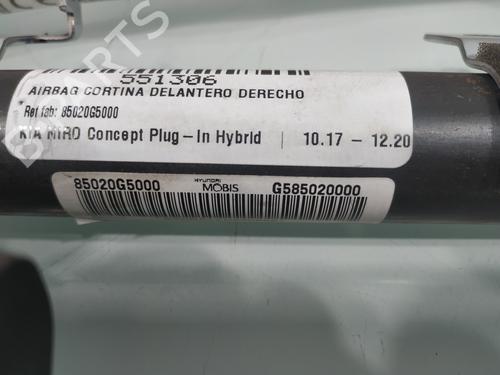 551306
AIRBAG CORTINA DELANTERO DERECHO
Ref fab: 85020G5000
KIA NIRO Concept Plug-In Hybrid | 10.17 - 12.20
85020G5000 HYUNDAI MOBIS G585020000
PARTS